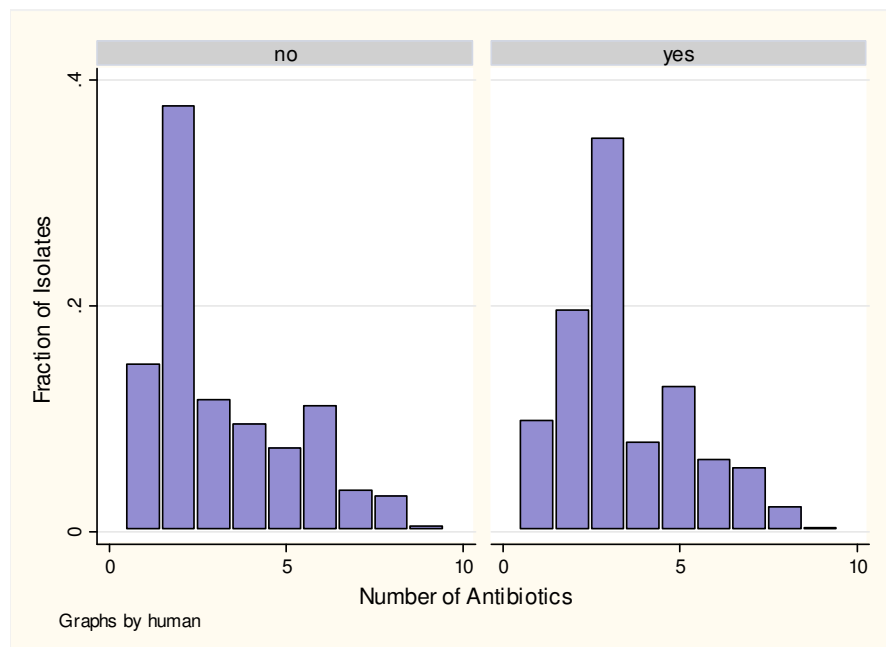 no
yes
Fraction of Isolates
.4
.2
0
0
5
10
0
5
10
Number of Antibiotics
Graphs by human